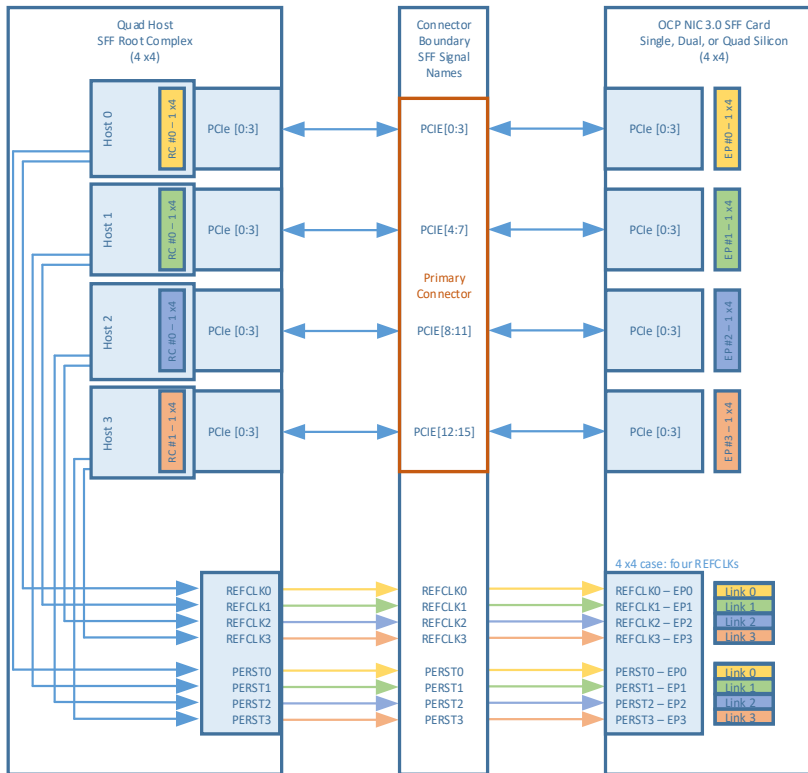 Quad Host
SFF Root Complex
(4 x4)
Connector
Boundary
SFF Signal
Names
OCP NIC 3.0 SFF Card
Single, Dual, or Quad Silicon
(4 x4)
Host 0
RC #0 – 1 x4
PCIe [0:3]
PCIE[0:3]
PCIe [0:3]
EP #0 – 1 x4
Host 1
RC #0 – 1 x4
PCIe [0:3]
PCIE[4:7]
PCIe [0:3]
EP #1 – 1 x4
Primary
Connector
Host 2
RC #0 – 1 x4
PCIe [0:3]
PCIE[8:11]
PCIe [0:3]
EP #2 – 1 x4
Host 3
RC #1 – 1 x4
PCIe [0:3]
PCIE[12:15]
PCIe [0:3]
EP #3 – 1 x4
4 x4 case: four REFCLKs
REFCLK0
REFCLK1
REFCLK2
REFCLK3
REFCLK0
REFCLK1
REFCLK2
REFCLK3
REFCLK0 – EP0
REFCLK1 – EP1
REFCLK2 – EP2
REFCLK3 – EP3
Link 0
Link 1
Link 2
Link 3
PERST0
PERST1
PERST2
PERST3
PERST0
PERST1
PERST2
PERST3
PERST0 – EP0
PERST1 – EP1
PERST2 – EP2
PERST3 – EP3
Link 0
Link 1
Link 2
Link 3